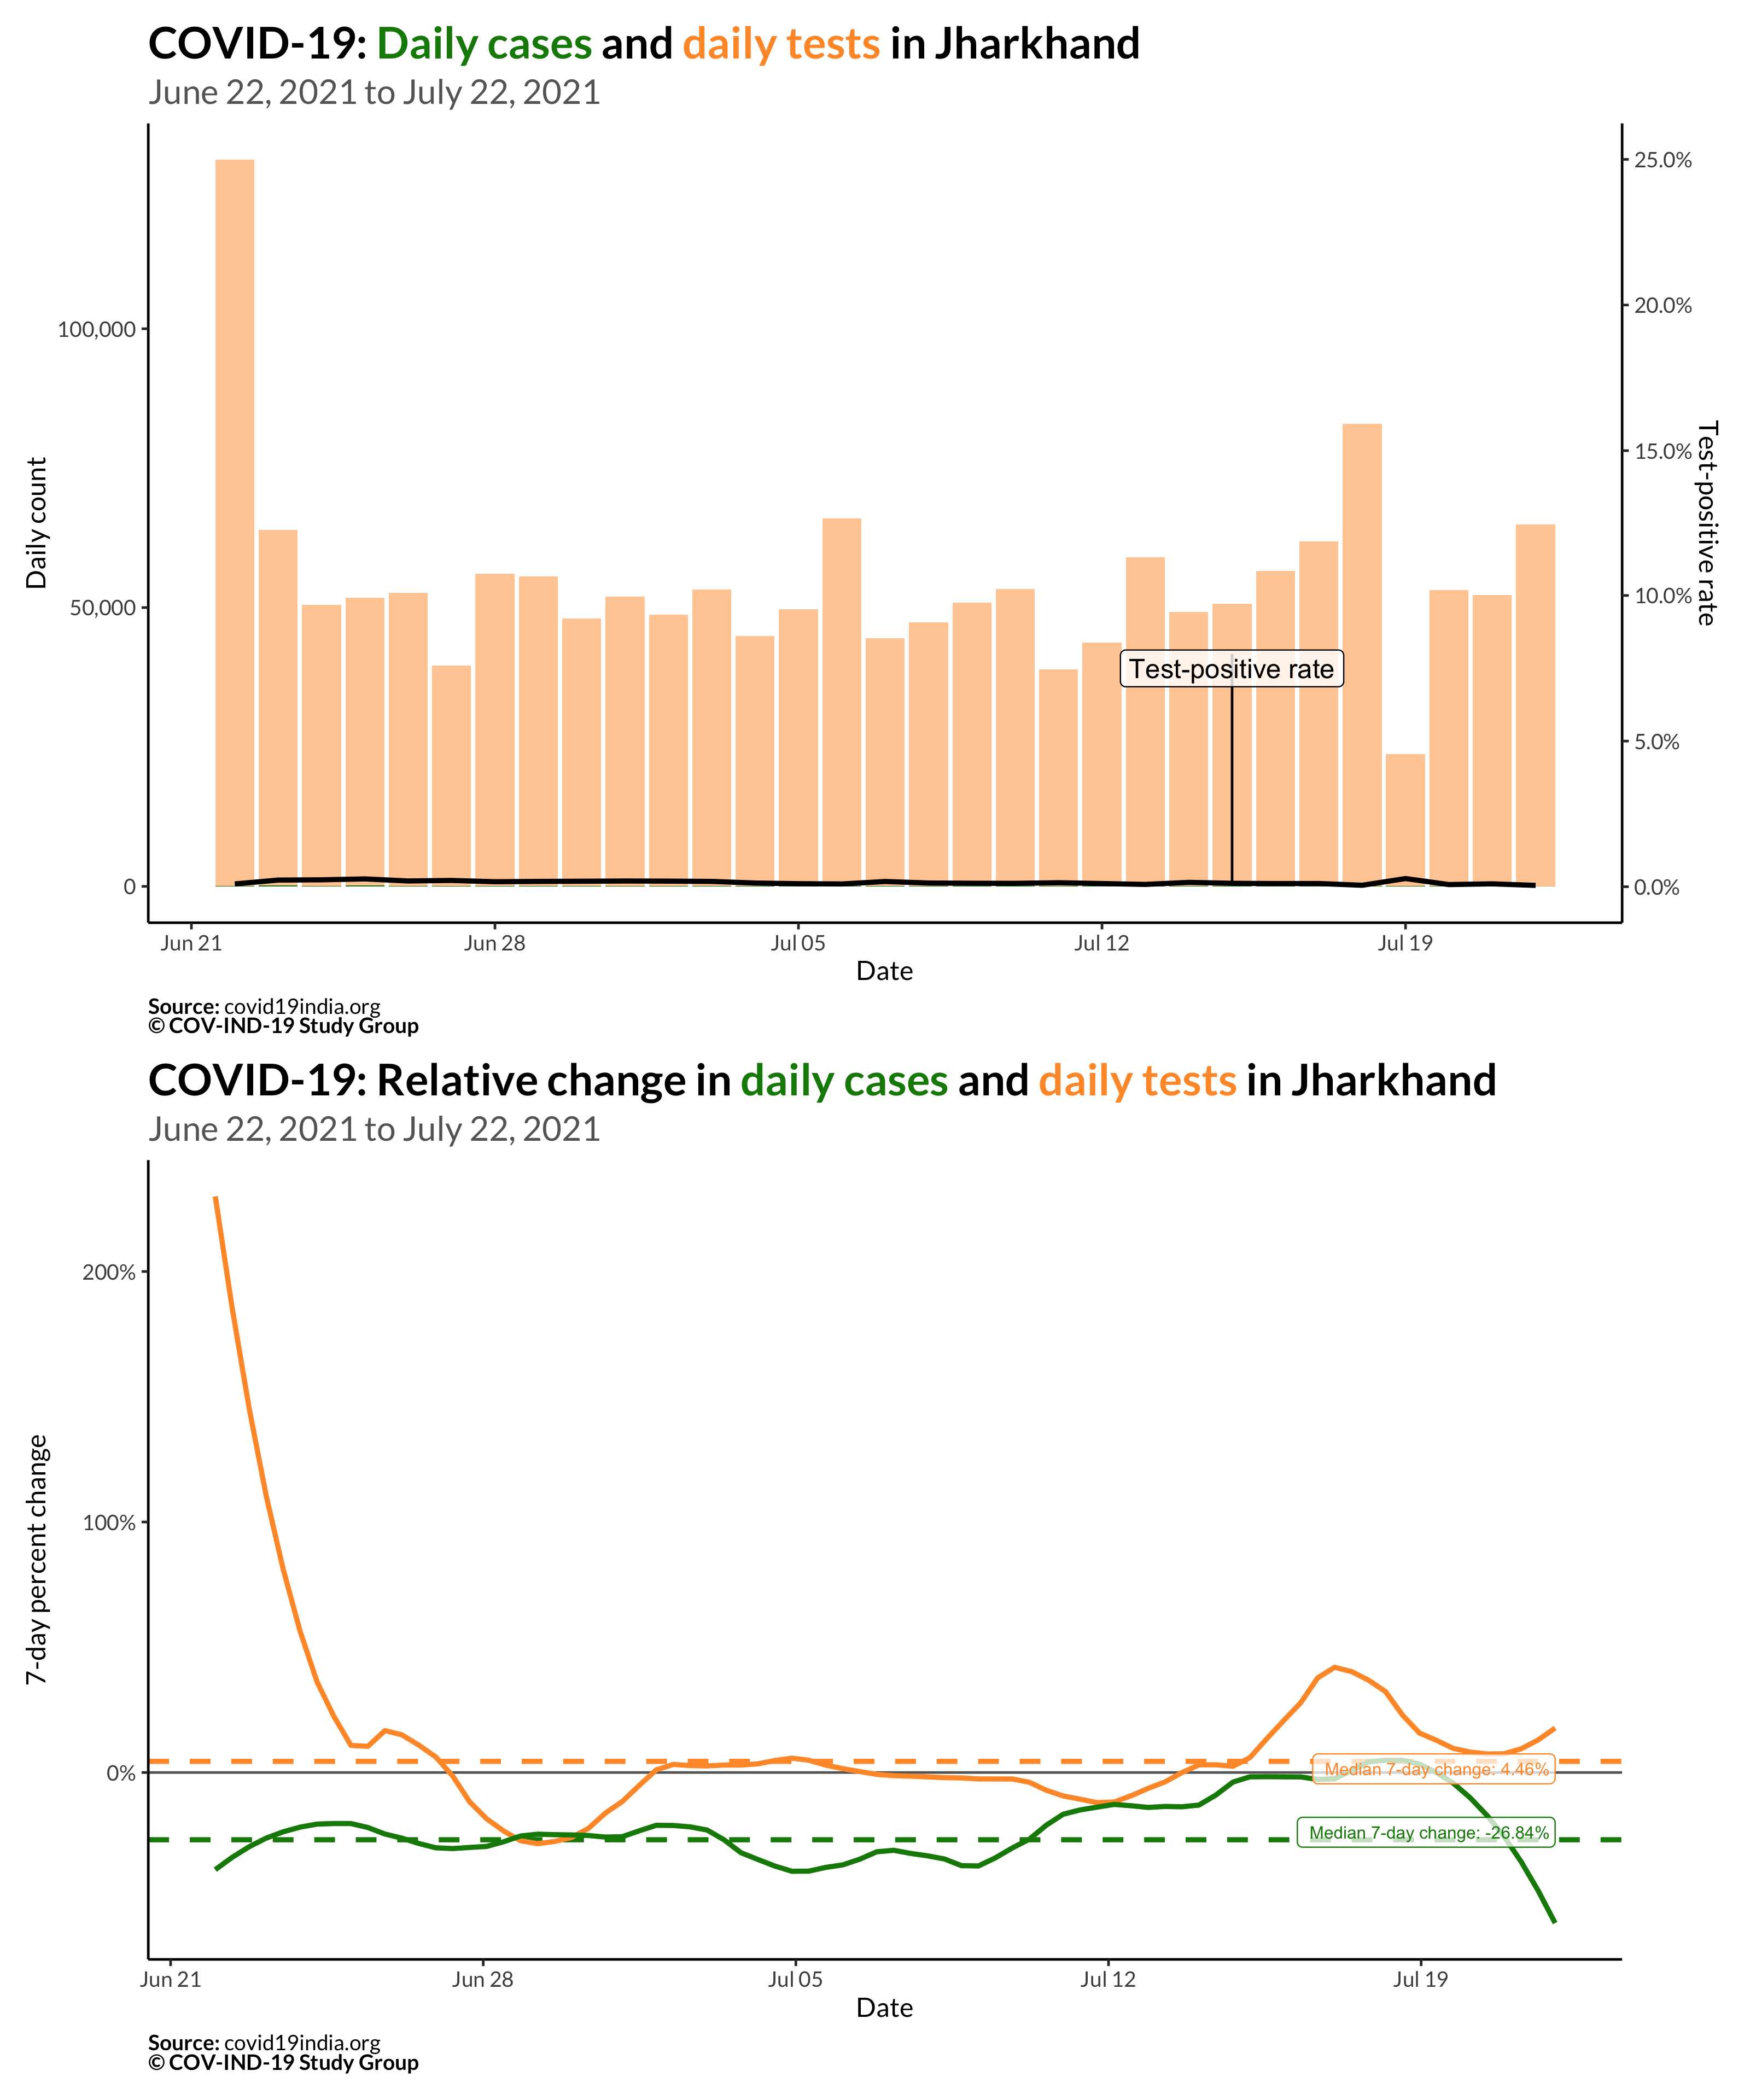 COVID-19: Daily cases and daily tests in Jharkhand
June 22, 2021 to July 22, 2021
Daily count
100,000
50,000
0
25.0%
20.0%
15.0%
10.0%
5.0%
0.0%
Test-positive rate
Test-positive rate
Jun 21
Jun 28
Jul 05
Jul 12
Jul 19
Date
Source: covid19india.org
© COV-IND-19 Study Group
COVID-19: Relative change in daily cases and daily tests in Jharkhand
June 22, 2021 to July 22, 2021
7-day percent change
200%
100%
0%
Median 7-day change: 4.46%
Median 7-day change: -26.84%
Jun 21
Jun 28
Jul 05
Jul 12
Jul 19
Date
Source: covid19india.org
© COV-IND-19 Study Group